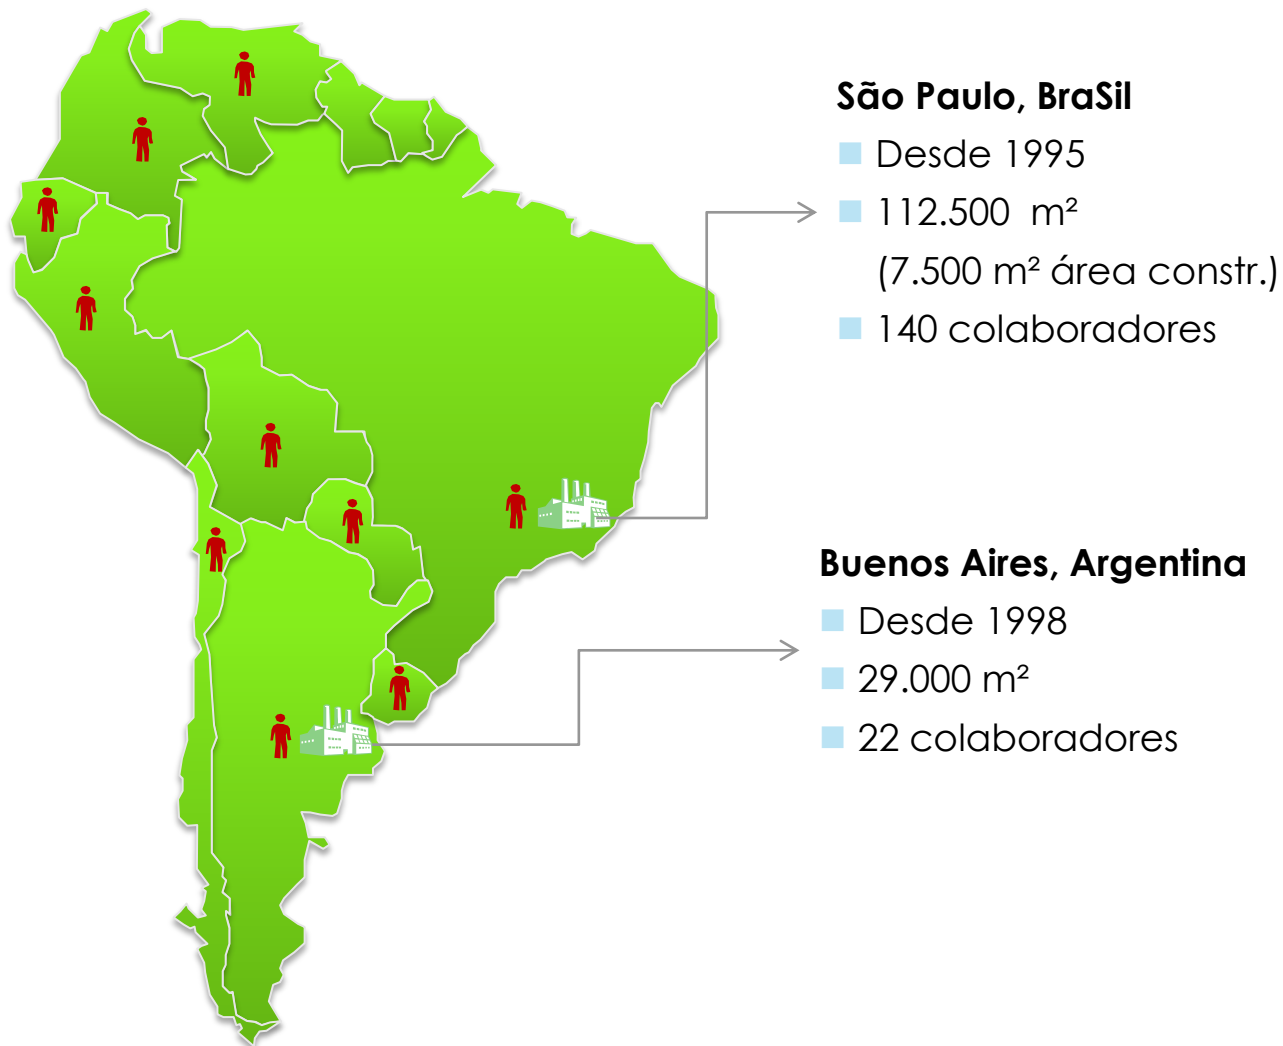 São Paulo, BraSil
Desde 1995
112.500 m²
(7.500 m² área constr.)
140 colaboradores
Buenos Aires, Argentina
Desde 1998
29.000 m²
22 colaboradores